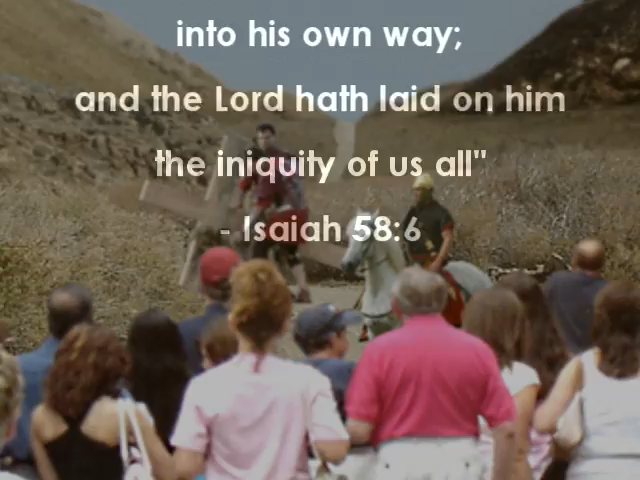 into his own way;
and the Lord hath laid on him
the iniquity of us all"
- Isaiah 58:6